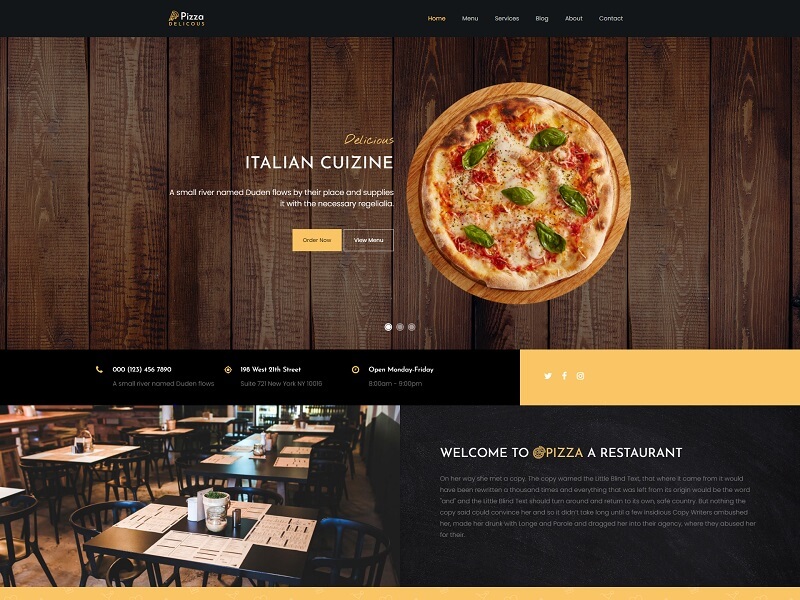 Pizza
DELICOUS
Home Menu Services Blog About Contact
Delicious
ITALIAN CUIZINE
A small river named Duden flows by their place and supplies
it with the necessary regelialia.
Order Now View Menu
000 (123) 456 7890
A small river named Duden flows
198 West 21th Street
Suite 721 New York NY 10016
Open Monday-Friday
8:00am - 9:00pm
WELCOME TO PIZZA A RESTAURANT
On her way she met a copy. The copy warned the Little Blind Text, that where it came from it would
have been rewritten a thousand times and everything that was left from its origin would be the word
"and" and the Little Blind Text should turn around and return to its own, safe country. But nothing the
copy said could convince her and so it didn't take long until a few insidious Copy Writers ambushed
her, made her drunk with Longe and Parole and dragged her into their agency, where they abused her
for their.